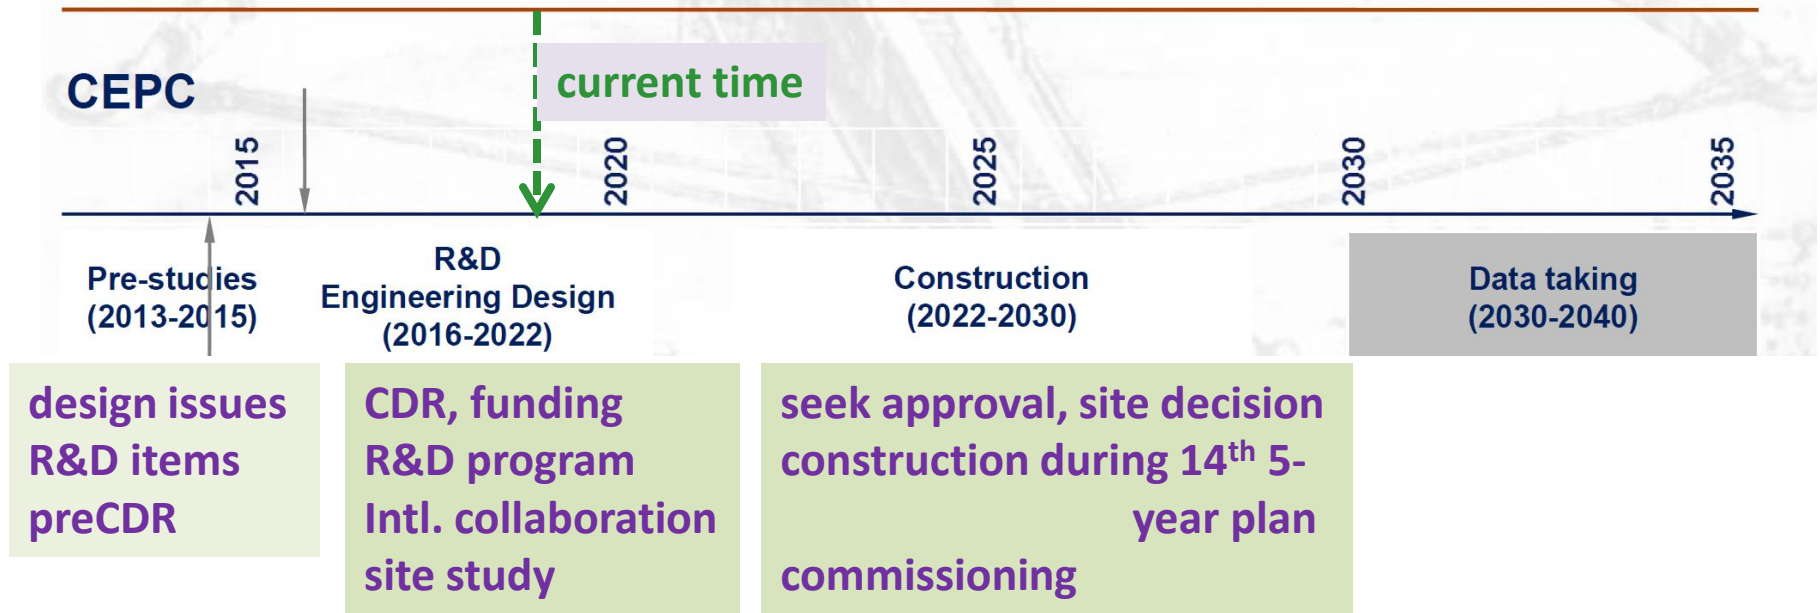 current time
CEPC
2015
2020
2025
2030
2035
Pre-studies
(2013-2015)
R&D
Engineering Design
(2016-2022)
Construction
(2022-2030)
Data taking
(2030-2040)
design issues
R&D items
preCDR
CDR, funding
R&D program
Intl. collaboration
site study
seek approval, site decision
construction during 14th 5-
year plan
commissioning